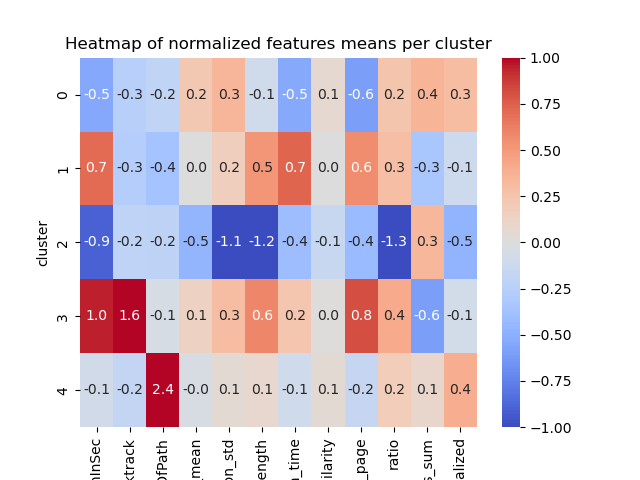 Heatmap of normalized features means per cluster
0 -0.5 -0.3 -0.2 0.2 0.3 -0.1 -0.5 0.1 -0.6 0.2 0.4 0.3
1 0.7 -0.3 -0.4 0.0 0.2 0.5 0.7 0.0 0.6 0.3 -0.3 -0.1
2 -0.9 -0.2 -0.2 -0.5 -1.1 -1.2 -0.4 -0.1 -0.4 -1.3 0.3 -0.5
3 1.0 1.6 -0.1 0.1 0.3 0.6 0.2 0.0 0.8 0.4 -0.6 -0.1
4 -0.1 -0.2 2.4 -0.0 0.1 0.1 -0.1 0.1 -0.2 0.2 0.1 0.4
cluster
nInSec
ktrack
ofPath
_mean
on_std
ength
_time
ilarity
_page
ratio
s_sum
alized
1.00
0.75
0.50
0.25
0.00
−0.25
−0.50
−0.75
−1.00